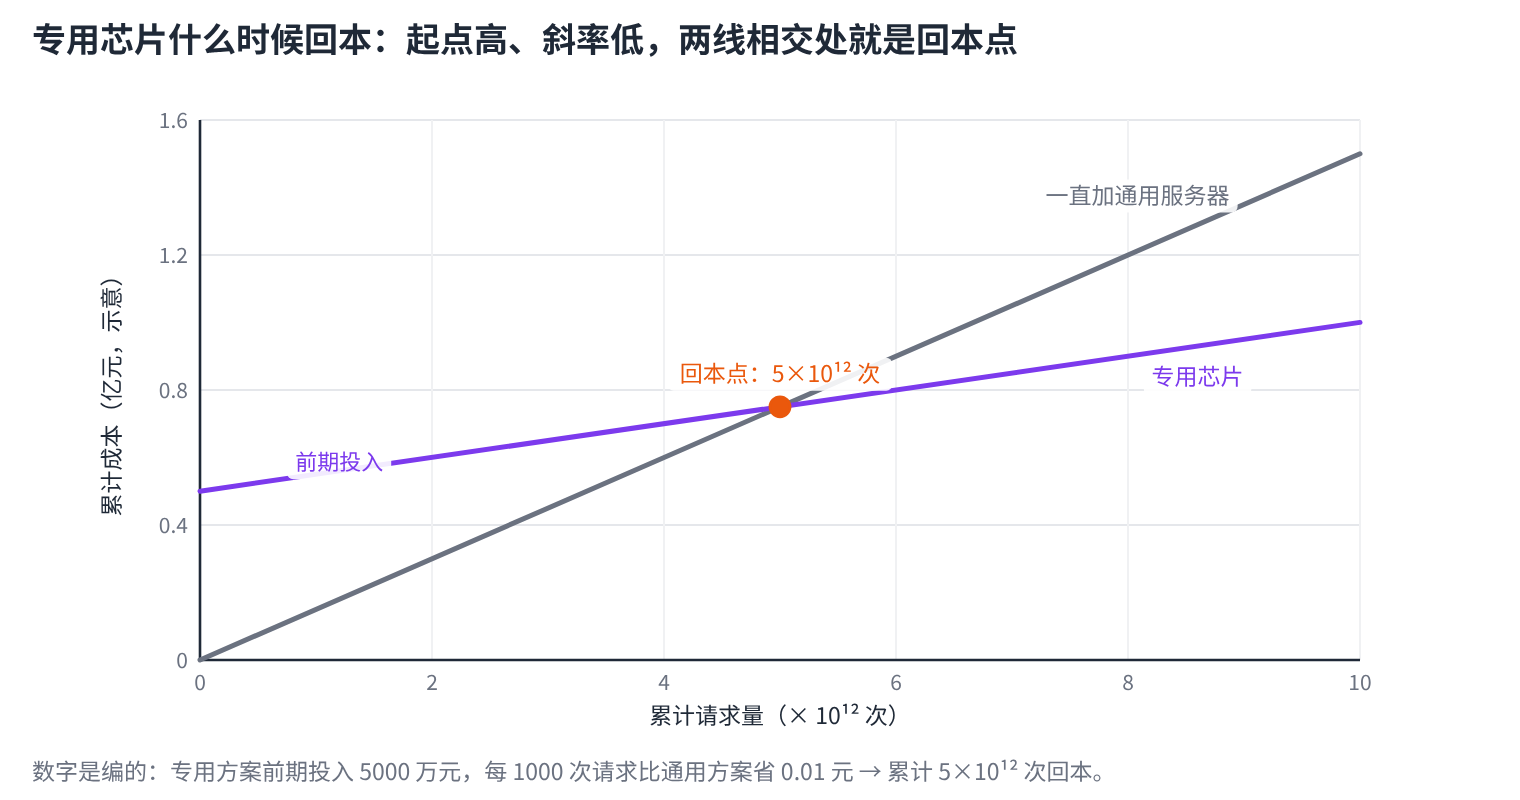 专用芯片什么时候回本：起点高、斜率低，两线相交处就是回本点
1.6
1.2
0.8
0.4
0
累计成本（亿元，示意）
一直加通用服务器
回本点：5×10¹² 次
专用芯片
前期投入
0 2 4 6 8 10
累计请求量（× 10¹² 次）
数字是编的：专用方案前期投入 5000 万元，每 1000 次请求比通用方案省 0.01 元 → 累计 5×10¹² 次回本。